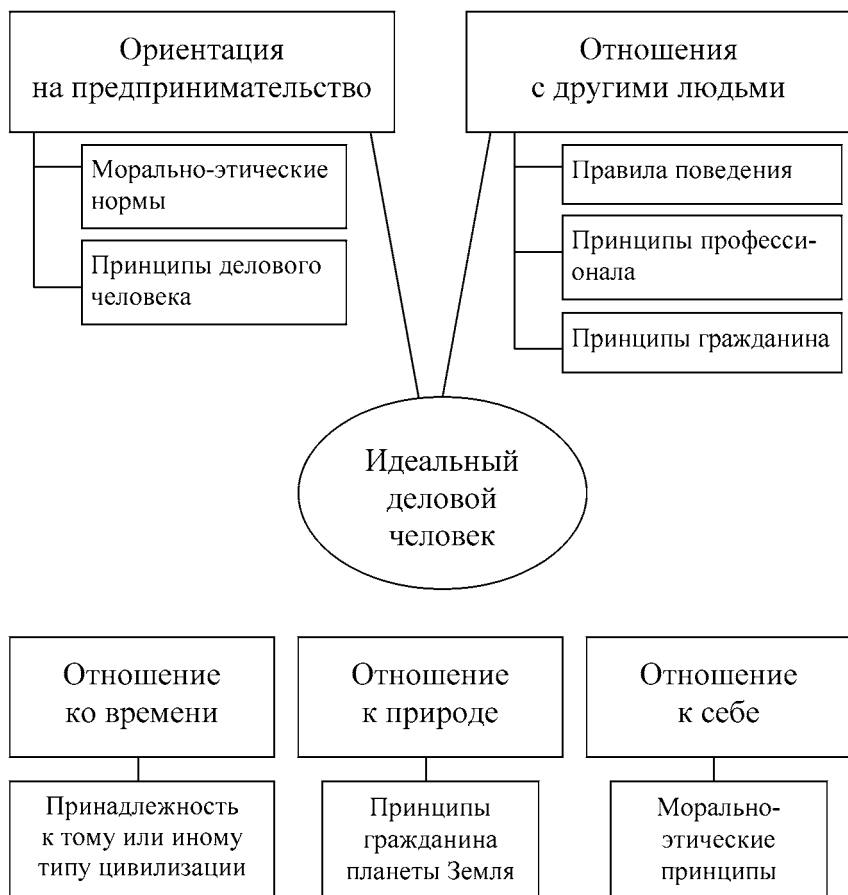 Ориентация
на предпринимательство
Морально-этические
нормы
Принципы делового
человека
Отношения
с другими людьми
Правила поведения
Принципы професси-
онала
Принципы гражданина
Идеальный
деловой
человек
Отношение
ко времени
Принадлежность
к тому или иному
типу цивилизации
Отношение
к природе
Принципы
гражданина
планеты Земля
Отношение
к себе
Морально-
этические
принципы